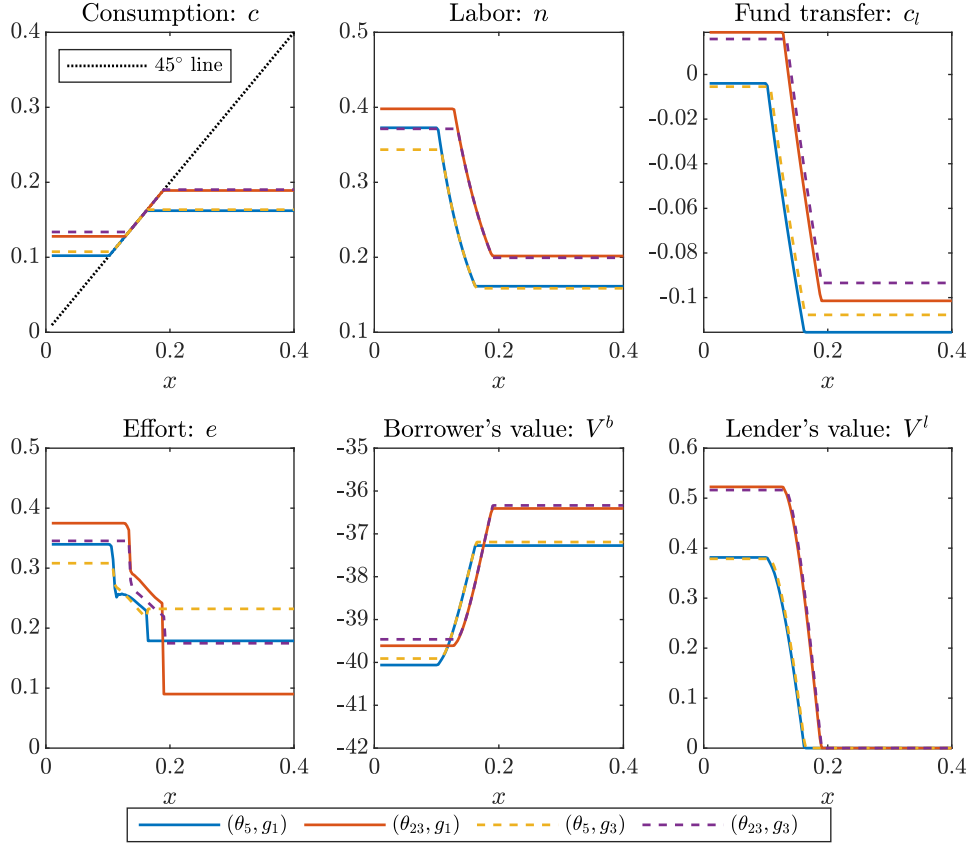 Consumption: c
0.4
0.3
0.2
0.1
0
45° line
0 0.2 0.4
x
Labor: n
0.5
0.4
0.3
0.2
0.1
0 0.2 0.4
x
Fund transfer: c_l
0
-0.02
-0.04
-0.06
-0.08
-0.1
0 0.2 0.4
x
Effort: e
0.5
0.4
0.3
0.2
0.1
0
0 0.2 0.4
x
Borrower's value: V^b
-35
-36
-37
-38
-39
-40
-41
-42
0 0.2 0.4
x
Lender's value: V^l
0.6
0.5
0.4
0.3
0.2
0.1
0
0 0.2 0.4
x
(θ₅, g₁) (θ₂₃, g₁) (θ₅, g₃) (θ₂₃, g₃)